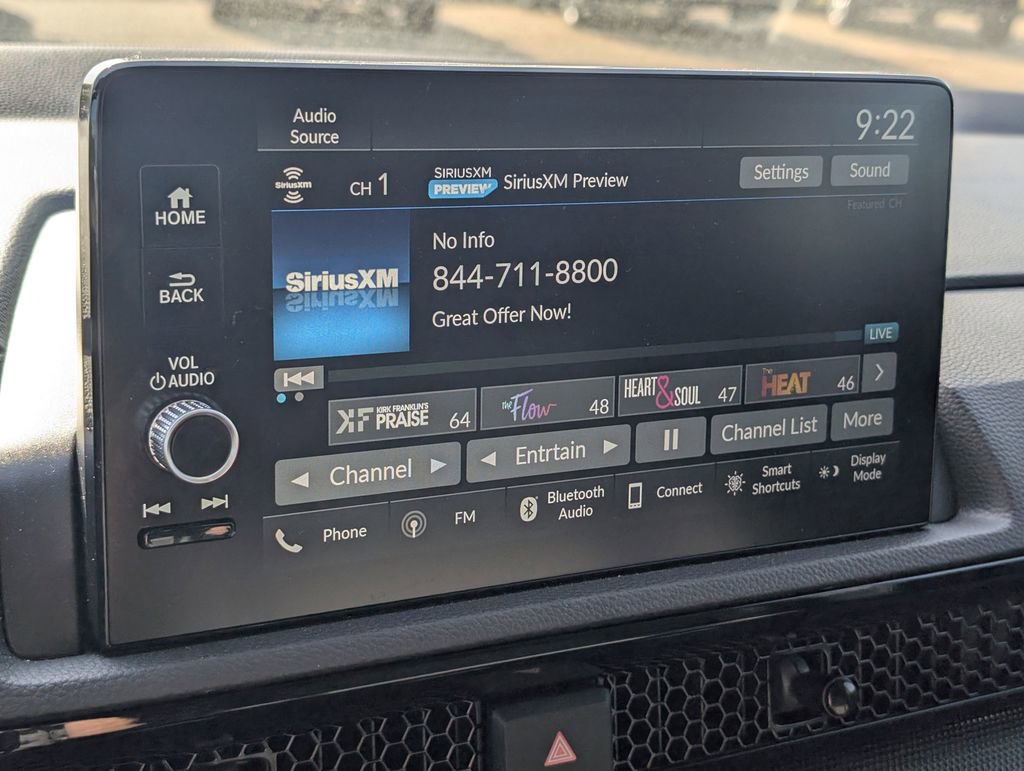 Audio
Source
9:22
HOME
SiriusXM
CH 1
SIRIUSXM
PREVIEW
SiriusXM Preview
Settings
Sound
Featured CH
BACK
SiriusXM
No Info
844-711-8800
Great Offer Now!
LIVE
VOL
AUDIO
KF KIRK FRANKLIN'S
PRAISE 64
the Flow 48
HEART & SOUL 47
The
HEAT 46
Channel
Entrtain
Channel List
More
Phone
FM
Bluetooth
Audio
Connect
Smart
Shortcuts
Display
Mode